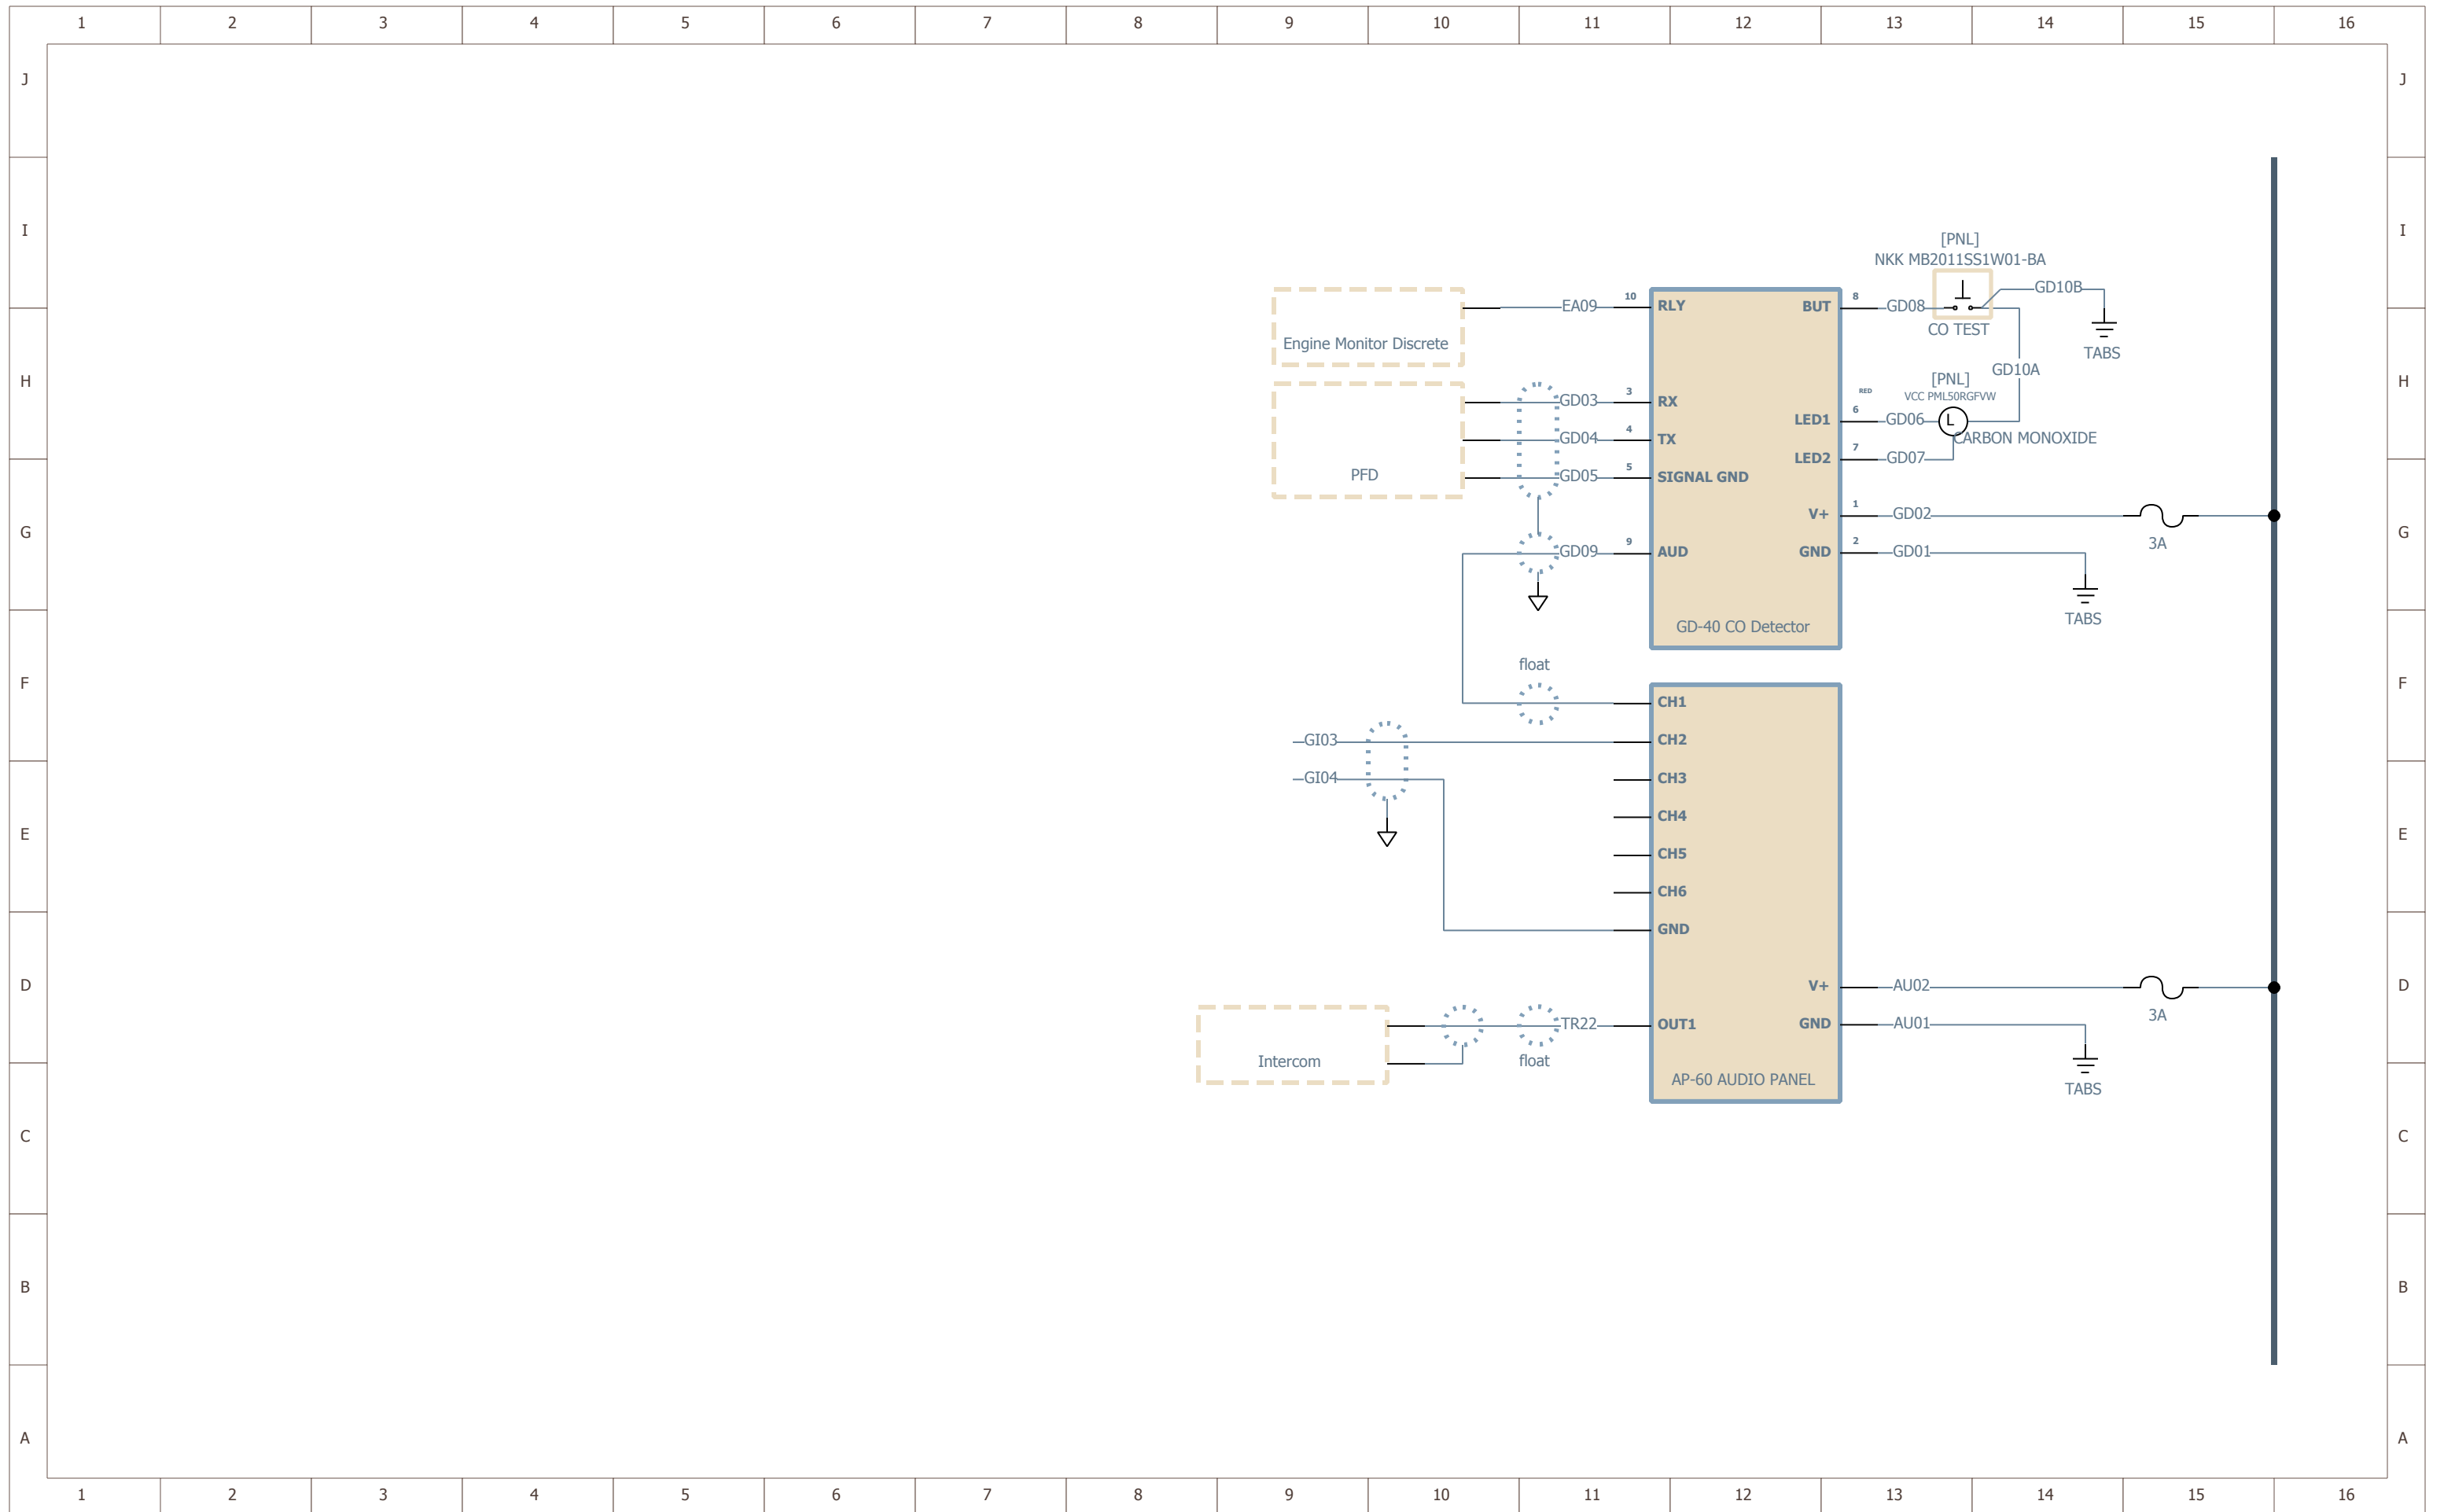 1 2 3 4 5 6 7 8 9 10 11 12 13 14 15 16
J J
I I
[PNL]
NKK MB2011SS1W01-BA
GD10B
EA09 10 RLY BUT 8 GD08
CO TEST
Engine Monitor Discrete
TABS
GD10A
H H
[PNL]
RED
VCC PML50RGFVW
GD03 3 RX
LED1 6 GD06 L
GD04 4 TX
CARBON MONOXIDE
LED2 7 GD07
PFD
GD05 5 SIGNAL GND
V+ 1 GD02
3A
G G
GD09 9 AUD GND 2 GD01
TABS
GD-40 CO Detector
float
F F
CH1
GI03 CH2
GI04 CH3
CH4
E E
CH5
CH6
GND
D D
V+ AU02
3A
TR22 OUT1 GND AU01
Intercom
float
AP-60 AUDIO PANEL
TABS
C C
B B
A A
1 2 3 4 5 6 7 8 9 10 11 12 13 14 15 16